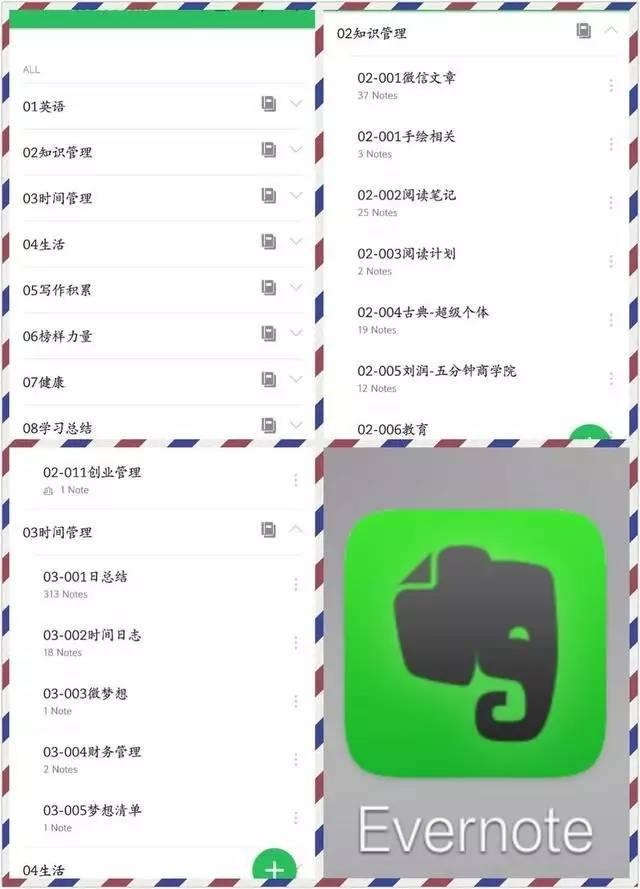 ALL
01英语
02知识管理
03时间管理
04生活
05写作积累
06榜样力量
07健康
08学习总结
02知识管理
02-001微信文章
37 Notes
02-001手绘相关
3 Notes
02-002阅读笔记
25 Notes
02-003阅读计划
2 Notes
02-004古典-超级个体
19 Notes
02-005刘润-五分钟商学院
12 Notes
02-006教育
02-011创业管理
1 Note
03时间管理
03-001日总结
313 Notes
03-002时间日志
18 Notes
03-003微梦想
1 Note
03-004财务管理
2 Notes
03-005梦想清单
1 Note
04生活
Evernote